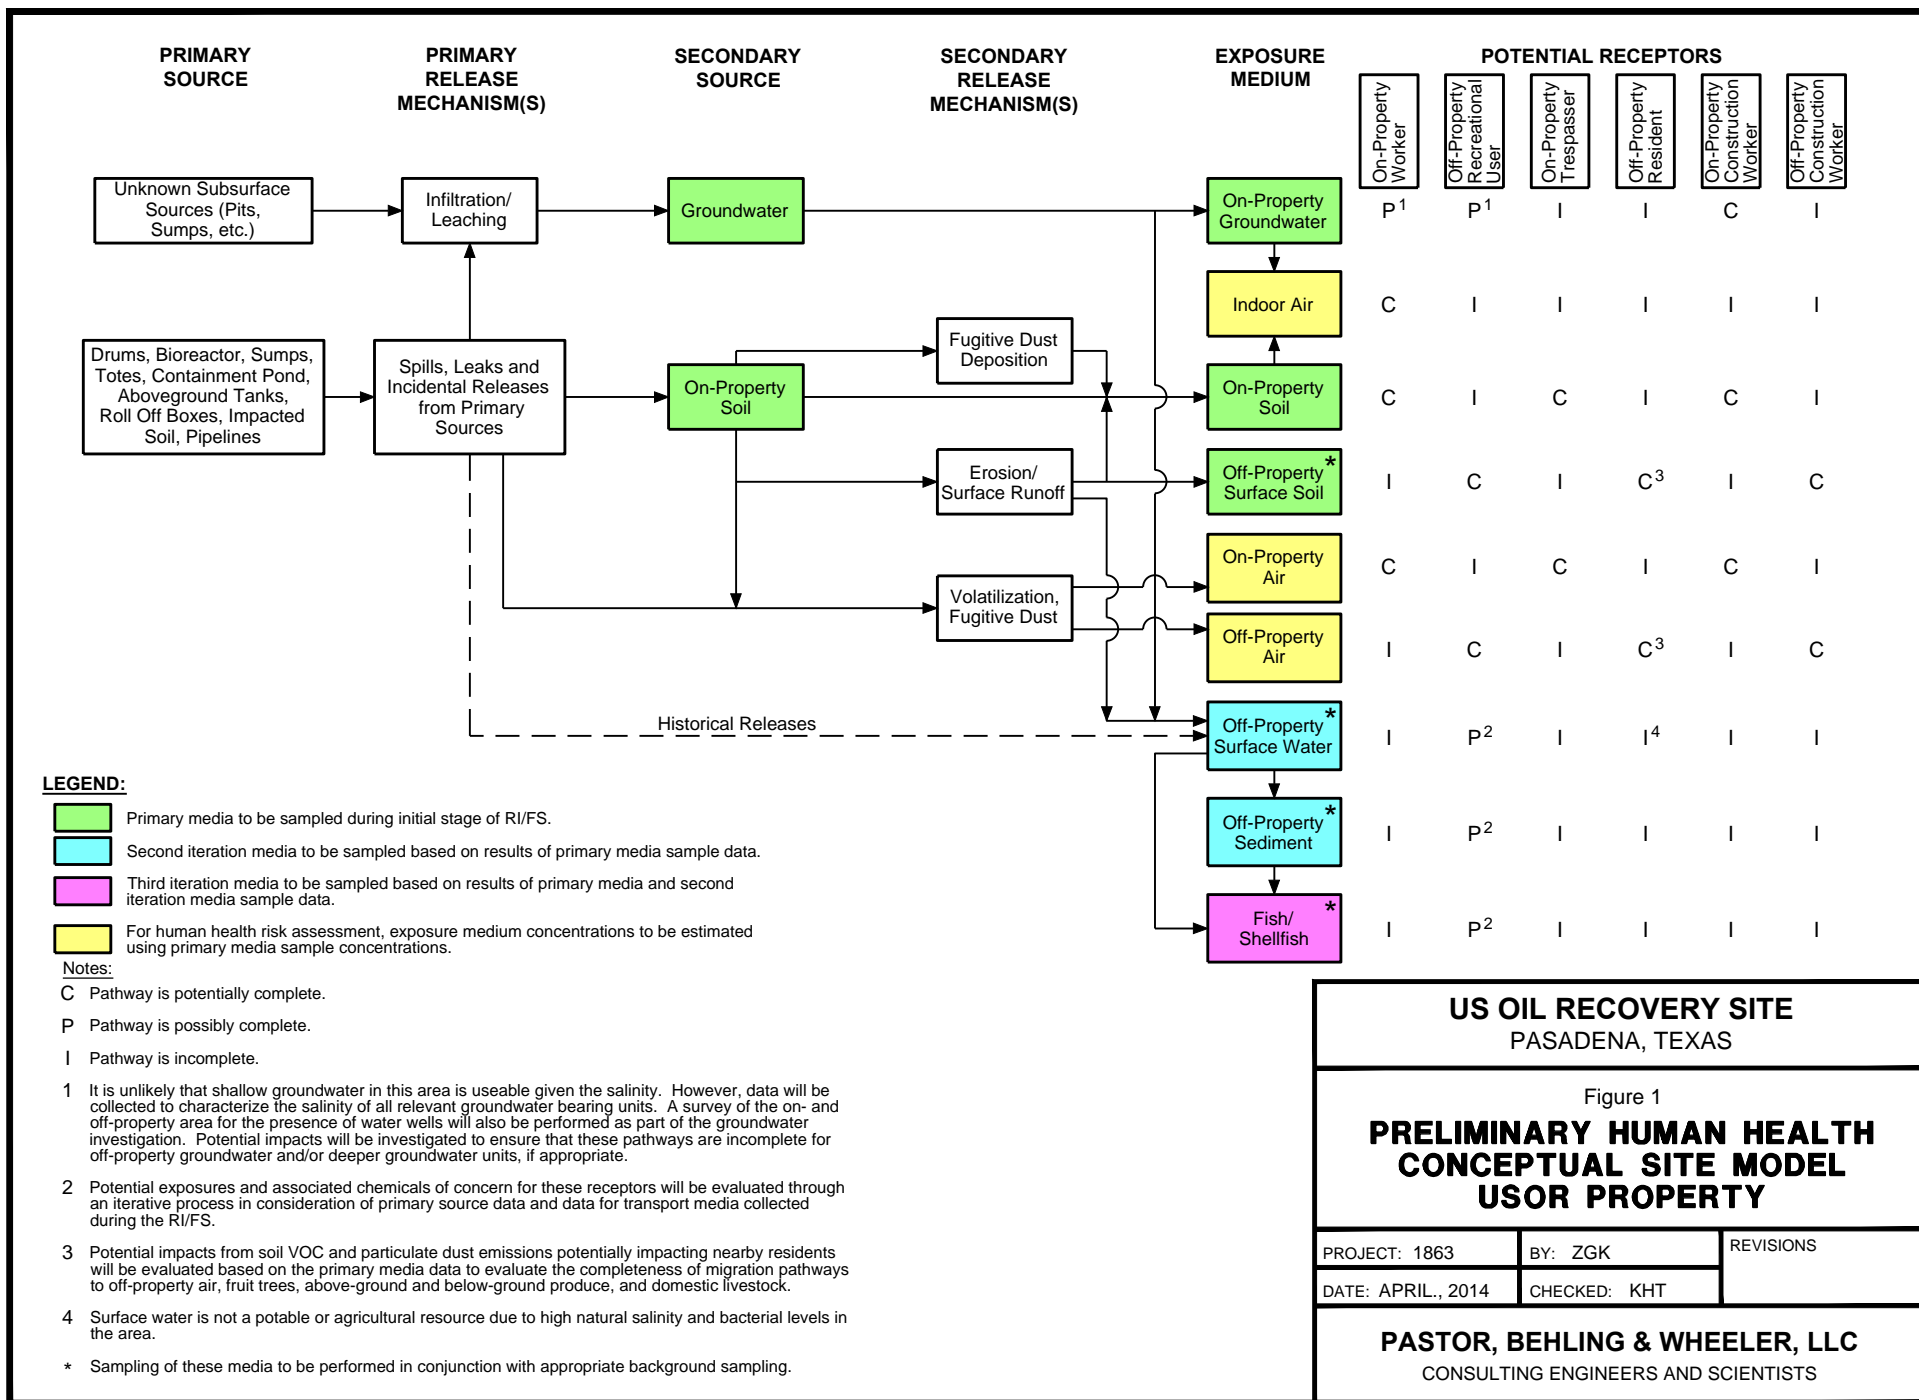 PRIMARY
SOURCE
PRIMARY
RELEASE
MECHANISM(S)
SECONDARY
SOURCE
SECONDARY
RELEASE
MECHANISM(S)
EXPOSURE
MEDIUM
POTENTIAL RECEPTORS
On-Property
Worker
Off-Property
Recreational
User
On-Property
Trespasser
Off-Property
Resident
On-Property
Construction
Worker
Off-Property
Construction
Worker
Unknown Subsurface
Sources (Pits,
Sumps, etc.)
Infiltration/
Leaching
Groundwater
On-Property
Groundwater
P1 P1 I I C I
Indoor Air
C I I I I I
Drums, Bioreactor, Sumps,
Totes, Containment Pond,
Aboveground Tanks,
Roll Off Boxes, Impacted
Soil, Pipelines
Spills, Leaks and
Incidental Releases
from Primary
Sources
On-Property
Soil
Fugitive Dust
Deposition
On-Property
Soil
C I C I C I
Erosion/
Surface Runoff
Off-Property *
Surface Soil
I C I C3 I C
Volatilization,
Fugitive Dust
On-Property
Air
C I C I C I
Off-Property
Air
I C I C3 I C
Historical Releases
Off-Property *
Surface Water
I P2 I I4 I I
Off-Property *
Sediment
I P2 I I I I
Fish/ *
Shellfish
I P2 I I I I
LEGEND:
Primary media to be sampled during initial stage of RI/FS.
Second iteration media to be sampled based on results of primary media sample data.
Third iteration media to be sampled based on results of primary media and second
iteration media sample data.
For human health risk assessment, exposure medium concentrations to be estimated
using primary media sample concentrations.
Notes:
C Pathway is potentially complete.
P Pathway is possibly complete.
I Pathway is incomplete.
1 It is unlikely that shallow groundwater in this area is useable given the salinity. However, data will be
collected to characterize the salinity of all relevant groundwater bearing units. A survey of the on- and
off-property area for the presence of water wells will also be performed as part of the groundwater
investigation. Potential impacts will be investigated to ensure that these pathways are incomplete for
off-property groundwater and/or deeper groundwater units, if appropriate.
2 Potential exposures and associated chemicals of concern for these receptors will be evaluated through
an iterative process in consideration of primary source data and data for transport media collected
during the RI/FS.
3 Potential impacts from soil VOC and particulate dust emissions potentially impacting nearby residents
will be evaluated based on the primary media data to evaluate the completeness of migration pathways
to off-property air, fruit trees, above-ground and below-ground produce, and domestic livestock.
4 Surface water is not a potable or agricultural resource due to high natural salinity and bacterial levels in
the area.
* Sampling of these media to be performed in conjunction with appropriate background sampling.
US OIL RECOVERY SITE
PASADENA, TEXAS
Figure 1
PRELIMINARY HUMAN HEALTH
CONCEPTUAL SITE MODEL
USOR PROPERTY
PROJECT: 1863 BY: ZGK REVISIONS
DATE: APRIL., 2014 CHECKED: KHT
PASTOR, BEHLING & WHEELER, LLC
CONSULTING ENGINEERS AND SCIENTISTS